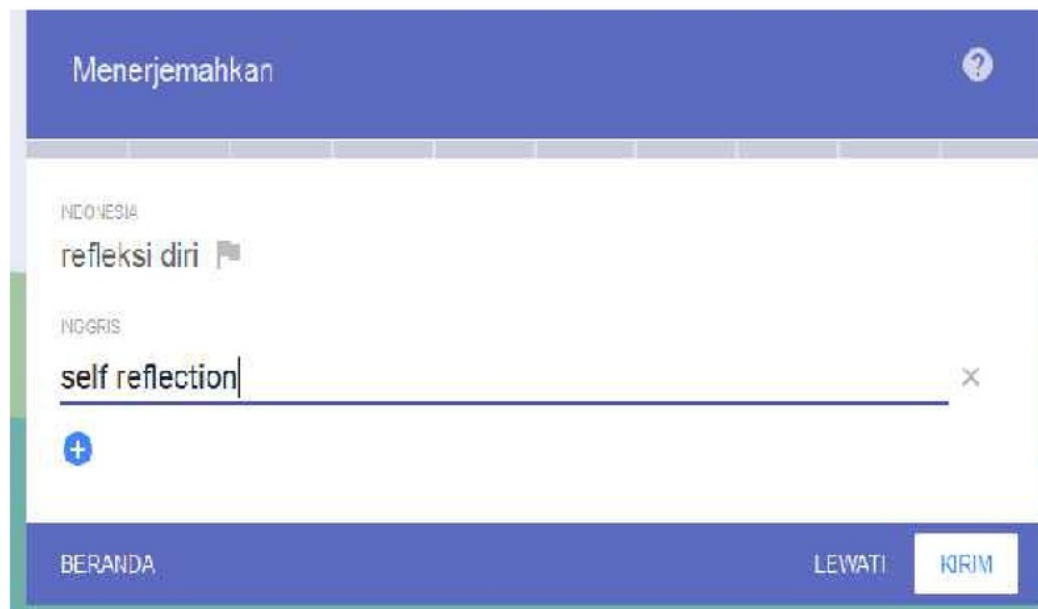 Menerjemahkan
INDONESIA
refleksi diri
INGGRIS
self reflection
BERANDA
LEWATI
KIRIM